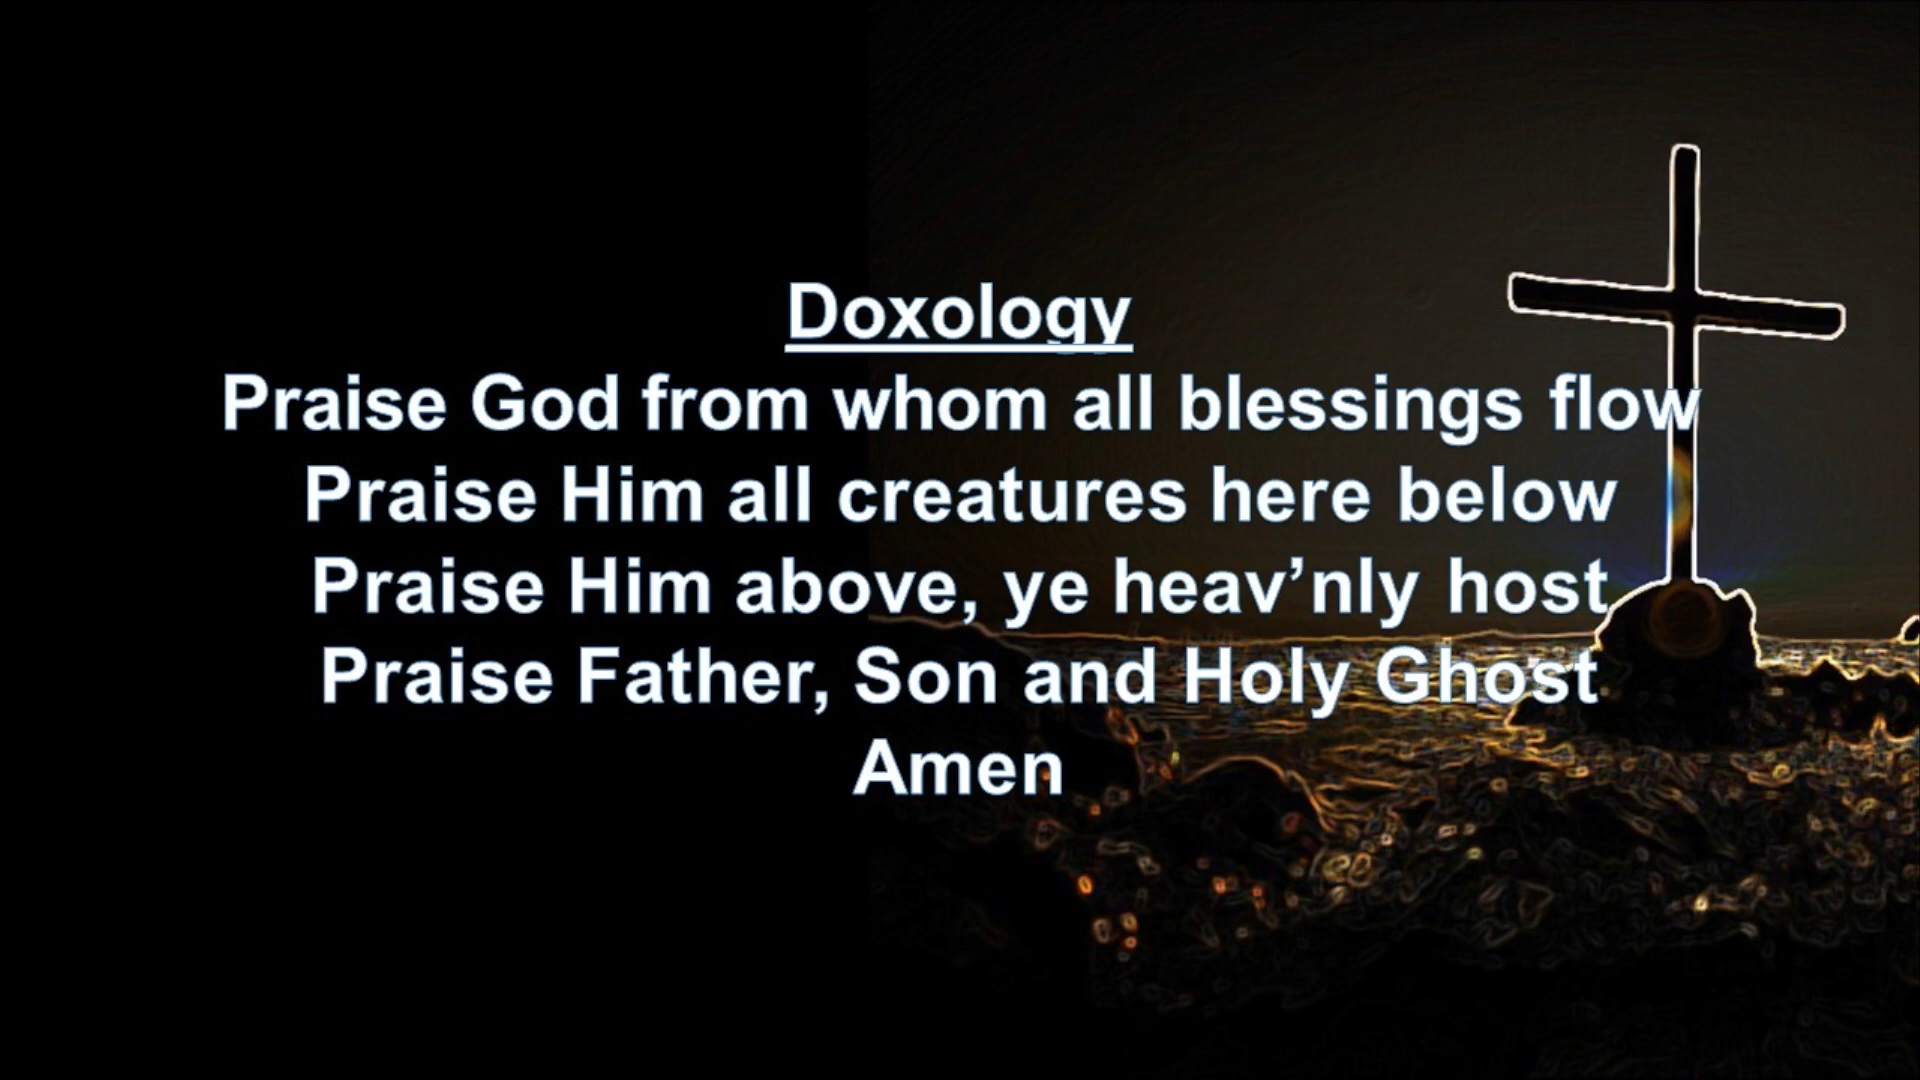 Doxology
Praise God from whom all blessings flow
Praise Him all creatures here below
Praise Him above, ye heav’nly host
Praise Father, Son and Holy Ghost
Amen